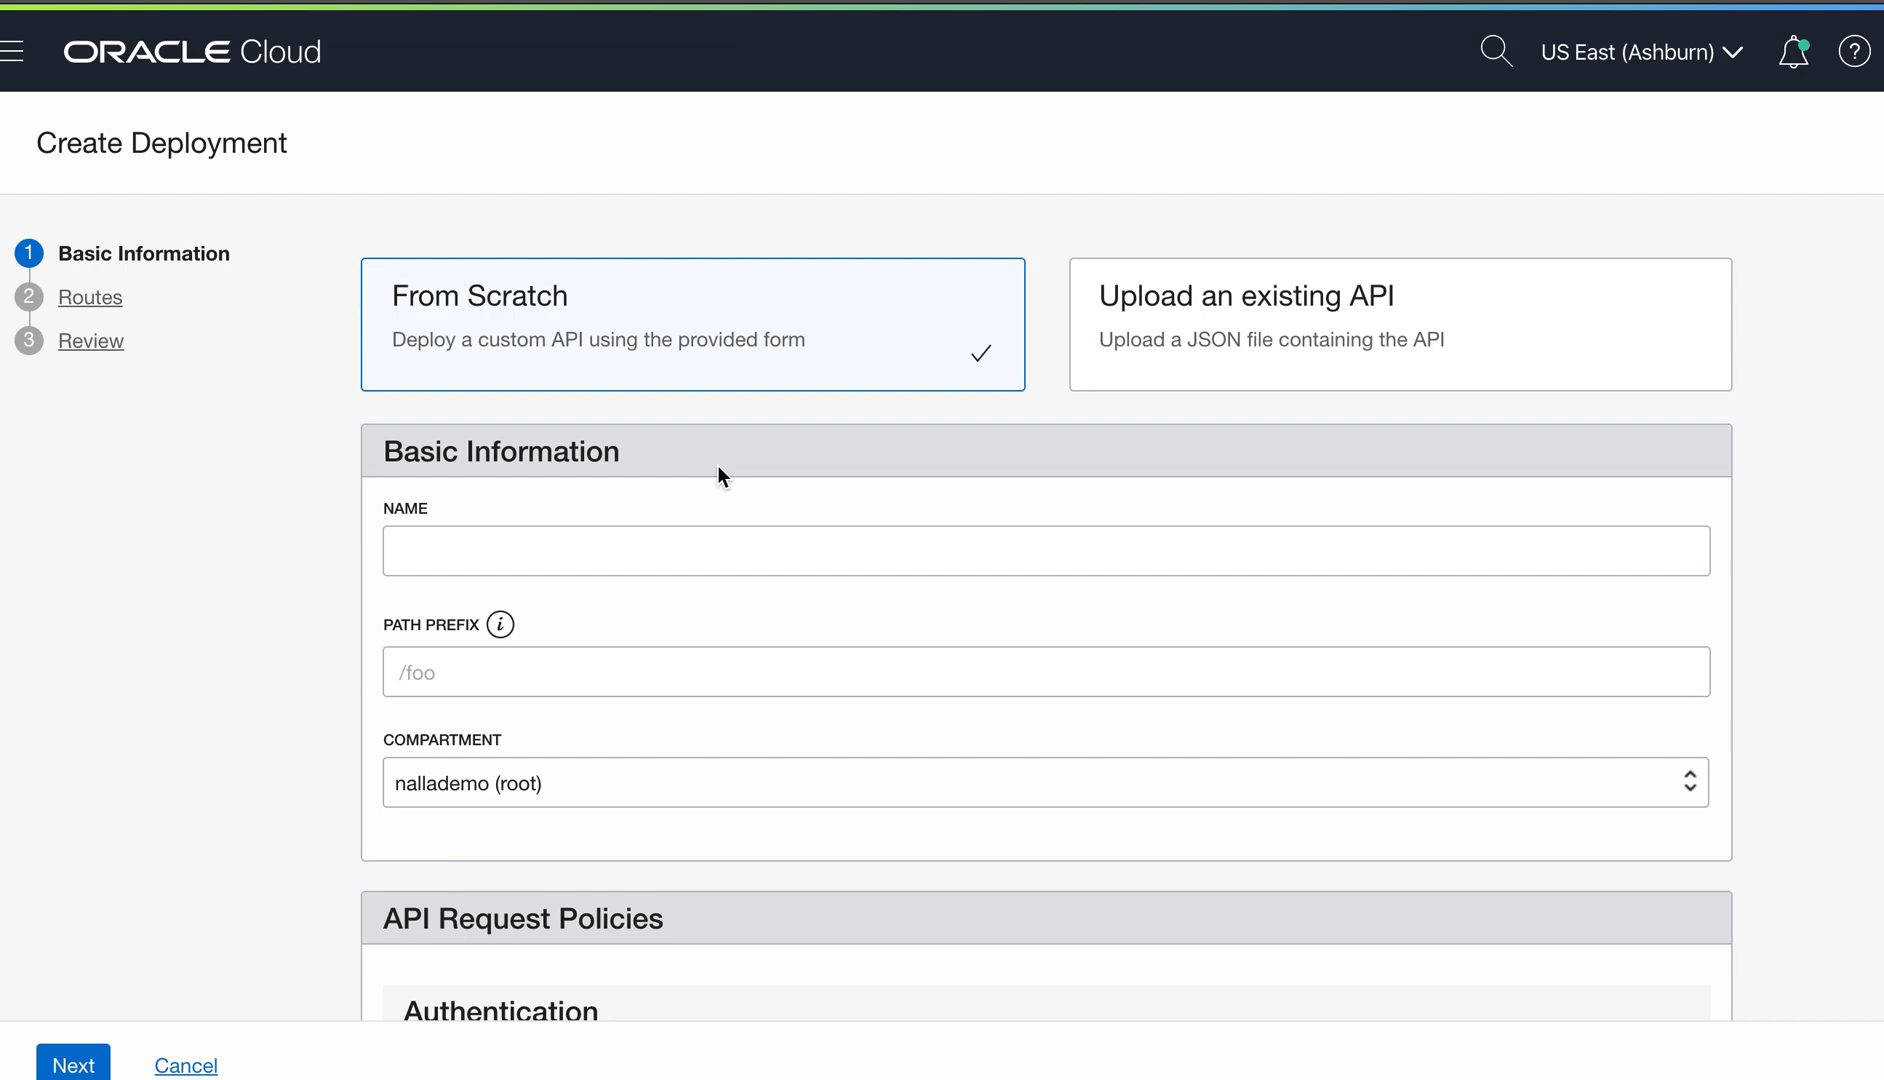 ORACLE Cloud
US East (Ashburn)
?
Create Deployment
1 Basic Information
2 Routes
3 Review
From Scratch
Deploy a custom API using the provided form
Upload an existing API
Upload a JSON file containing the API
Basic Information
NAME
PATH PREFIX i
/foo
COMPARTMENT
nallademo (root)
API Request Policies
Authentication
Next
Cancel